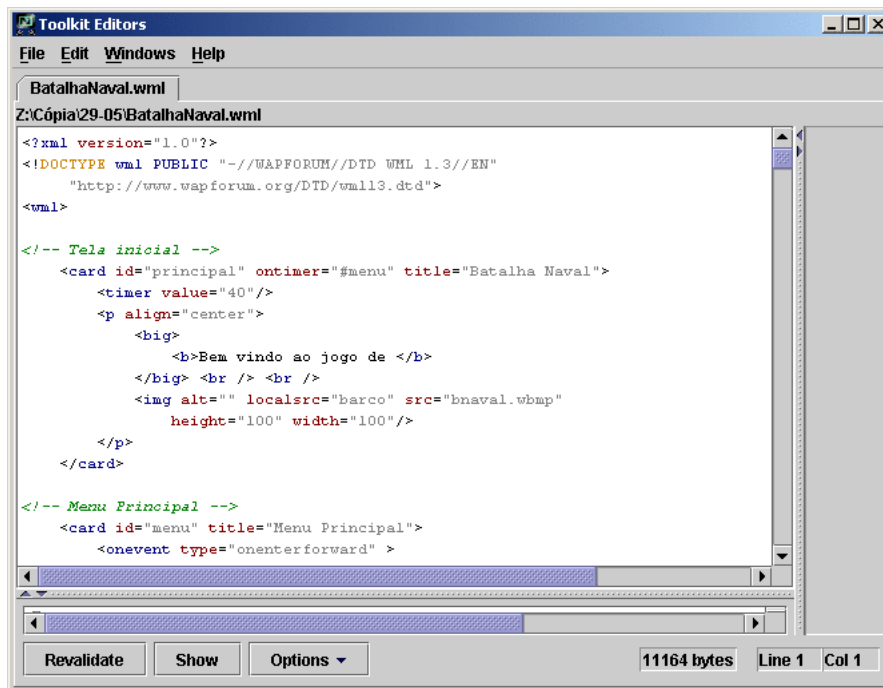 Toolkit Editors
File Edit Windows Help
BatalhaNaval.wml
Z:\Cópia\29-05\BatalhaNaval.wml
<?xml version="1.0"?>
<!DOCTYPE wml PUBLIC "-//WAPFORUM//DTD WML 1.3//EN"
"http://www.wapforum.org/DTD/wml13.dtd">
<wml>
<!-- Tela inicial -->
<card id="principal" ontimer="#menu" title="Batalha Naval">
<timer value="40"/>
<p align="center">
<big>
<b>Bem vindo ao jogo de </b>
</big> <br /> <br />
<img alt="" localsrc="barco" src="bnaval.wbmp"
height="100" width="100"/>
</p>
</card>
<!-- Menu Principal -->
<card id="menu" title="Menu Principal">
<onevent type="onenterforward" >
Revalidate Show Options 11164 bytes Line 1 Col 1